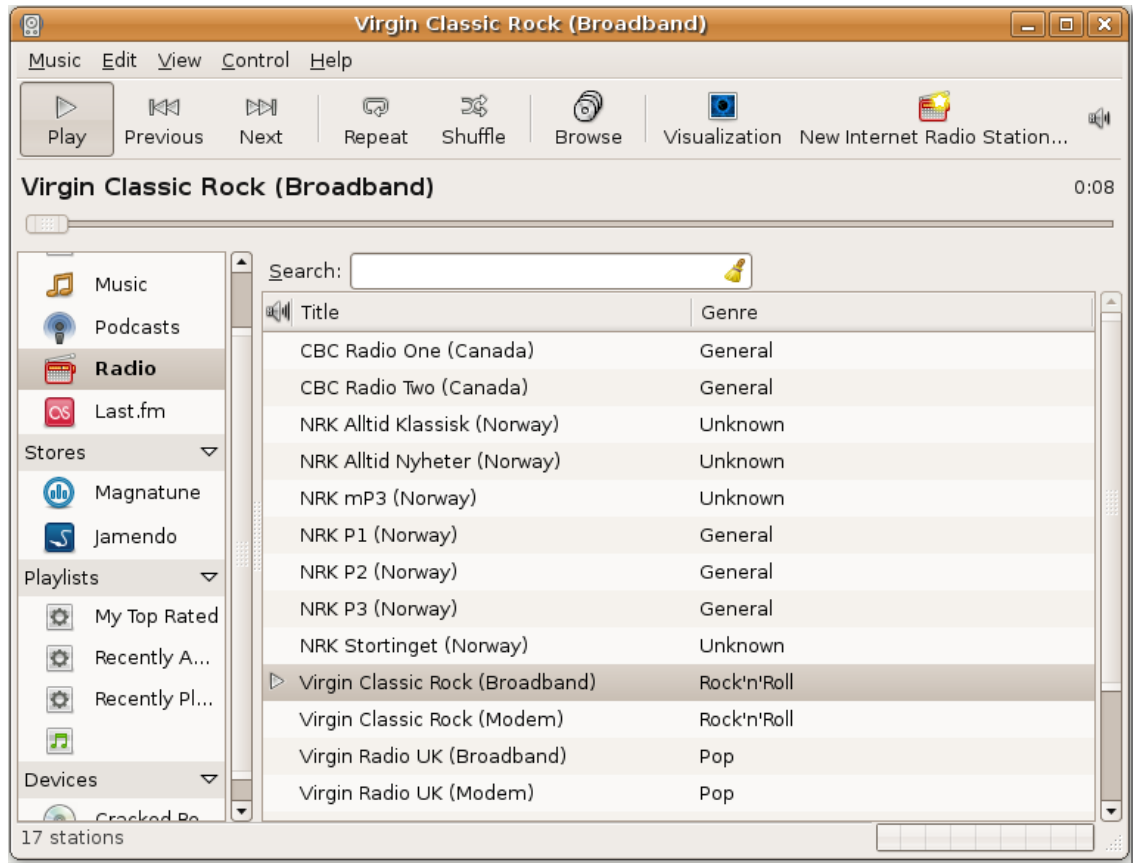 Virgin Classic Rock (Broadband)
Music Edit View Control Help
Play Previous Next Repeat Shuffle Browse Visualization New Internet Radio Station...
Virgin Classic Rock (Broadband) 0:08
Search:
Music
Podcasts
Radio
Last.fm
Stores
Magnatune
Jamendo
Playlists
My Top Rated
Recently A...
Recently Pl...
Devices
Cracked Re...
Title Genre
CBC Radio One (Canada) General
CBC Radio Two (Canada) General
NRK Alltid Klassisk (Norway) Unknown
NRK Alltid Nyheter (Norway) Unknown
NRK mP3 (Norway) Unknown
NRK P1 (Norway) General
NRK P2 (Norway) General
NRK P3 (Norway) General
NRK Stortinget (Norway) Unknown
Virgin Classic Rock (Broadband) Rock'n'Roll
Virgin Classic Rock (Modem) Rock'n'Roll
Virgin Radio UK (Broadband) Pop
Virgin Radio UK (Modem) Pop
17 stations